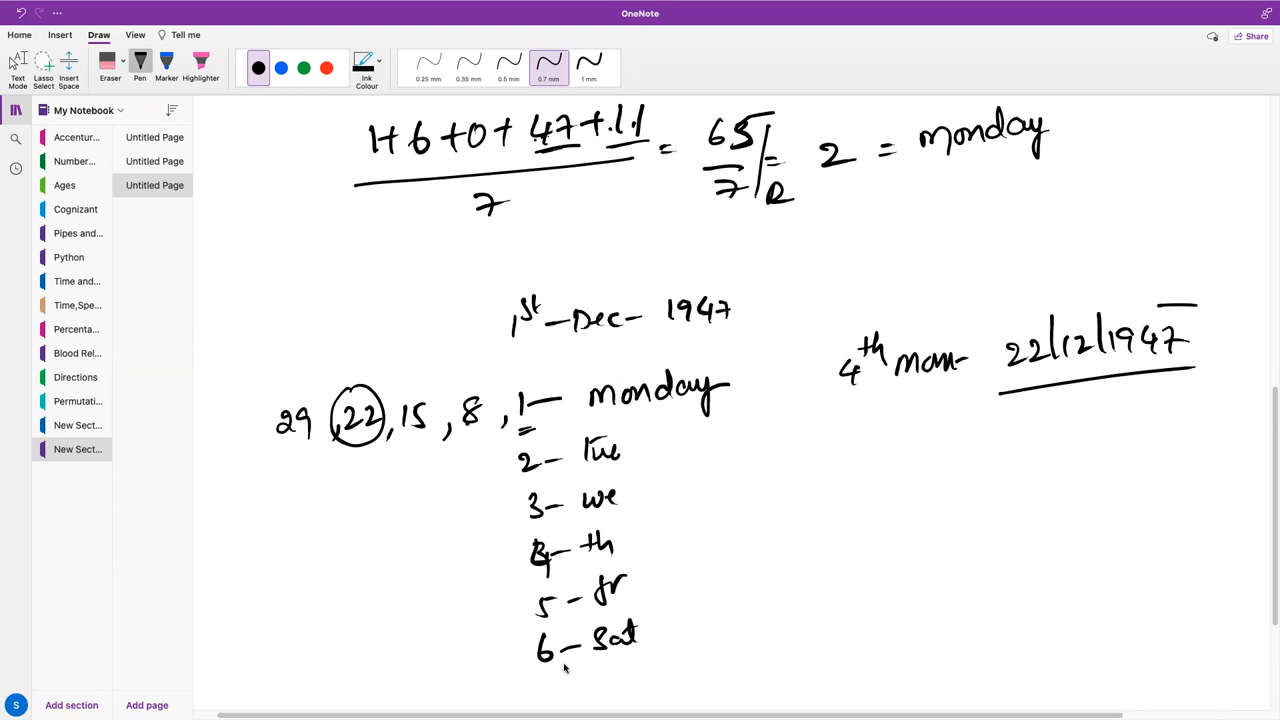 OneNote
Home Insert Draw View Tell me
Share
Text Mode
Lasso Select
Insert Space
Eraser
Pen
Marker
Highlighter
Ink Colour
0.25 mm 0.35 mm 0.5 mm 0.7 mm 1 mm
My Notebook
Accentur...
Number...
Ages
Cognizant
Pipes and...
Python
Time and...
Time,Spe...
Percenta...
Blood Rel...
Directions
Permutati...
New Sect...
New Sect...
Untitled Page
Untitled Page
Untitled Page
1+6+0+47+11 = 65 = 2 = monday
7 7 R
1st-Dec-1947
4th mon- 22/12/1947
29, 22, 15, 8, 1- monday
2- Tue
3- we
4- th
5- fr
6- Sat
S
Add section
Add page